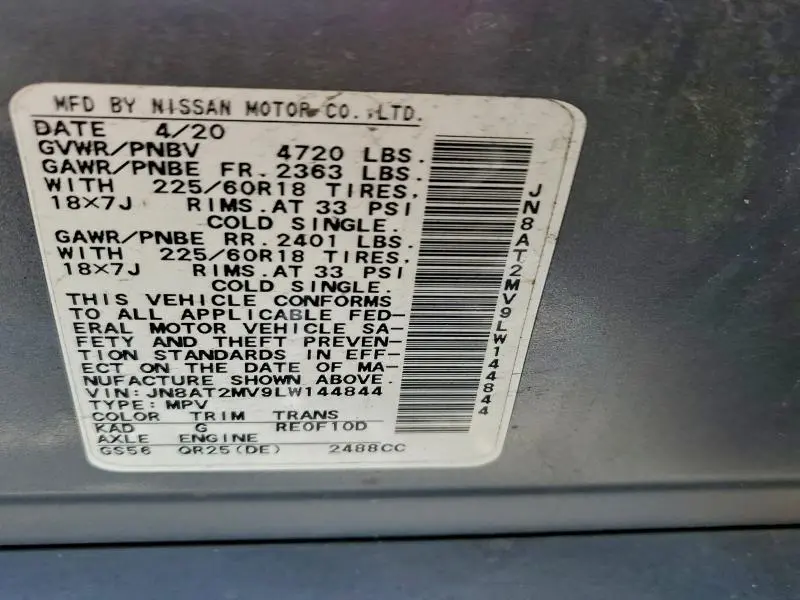 MFD BY NISSAN MOTOR CO.,LTD.
DATE 4/20
GVWR/PNBV 4720 LBS.
GAWR/PNBE FR. 2363 LBS.
WITH 225/60R18 TIRES,
18X7J RIMS.AT 33 PSI
COLD SINGLE.
GAWR/PNBE RR. 2401 LBS.
WITH 225/60R18 TIRES,
18X7J RIMS.AT 33 PSI
COLD SINGLE.
THIS VEHICLE CONFORMS
TO ALL APPLICABLE FED-
ERAL MOTOR VEHICLE SA-
FETY AND THEFT PREVEN-
TION STANDARDS IN EFF-
ECT ON THE DATE OF MA-
NUFACTURE SHOWN ABOVE.
VIN: JN8AT2MV9LW144844
TYPE: MPV
COLOR TRIM TRANS
KAD G RE0F10D
AXLE ENGINE
GS56 QR25(DE) 2488CC
JN8AT2MV9LW144844